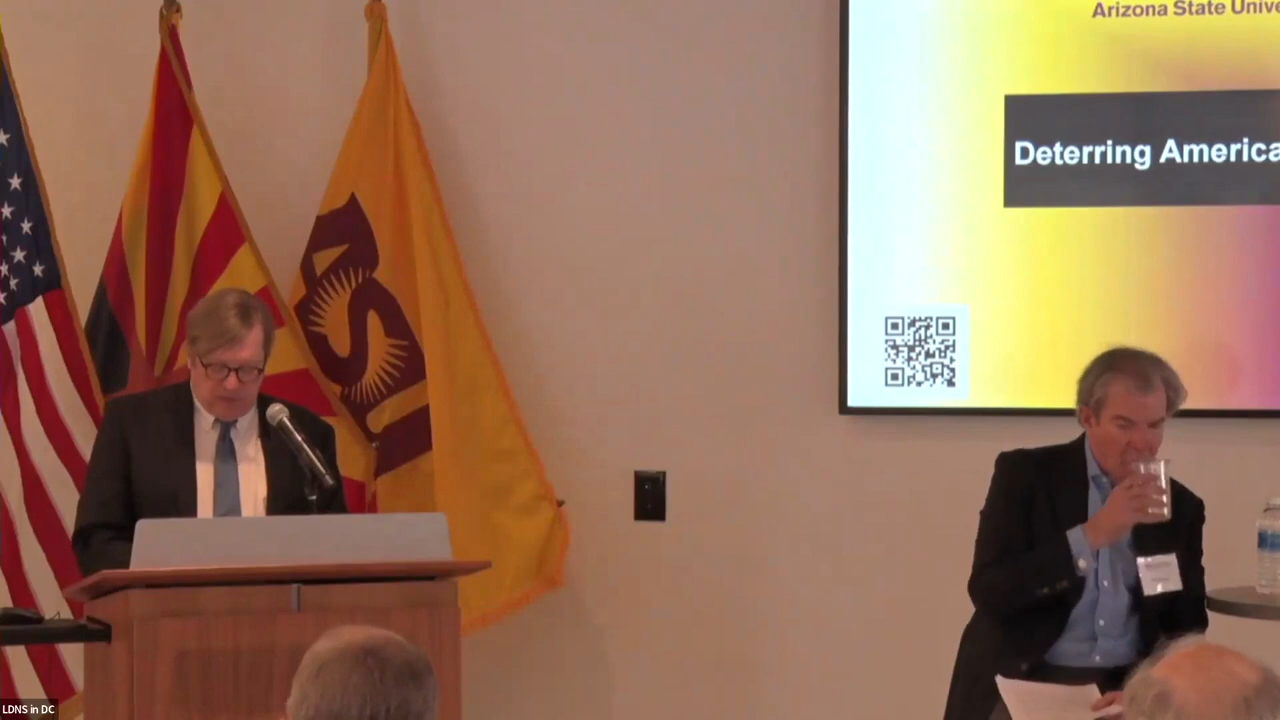 Arizona State Unive
Deterring America
ASU
LDNS in DC